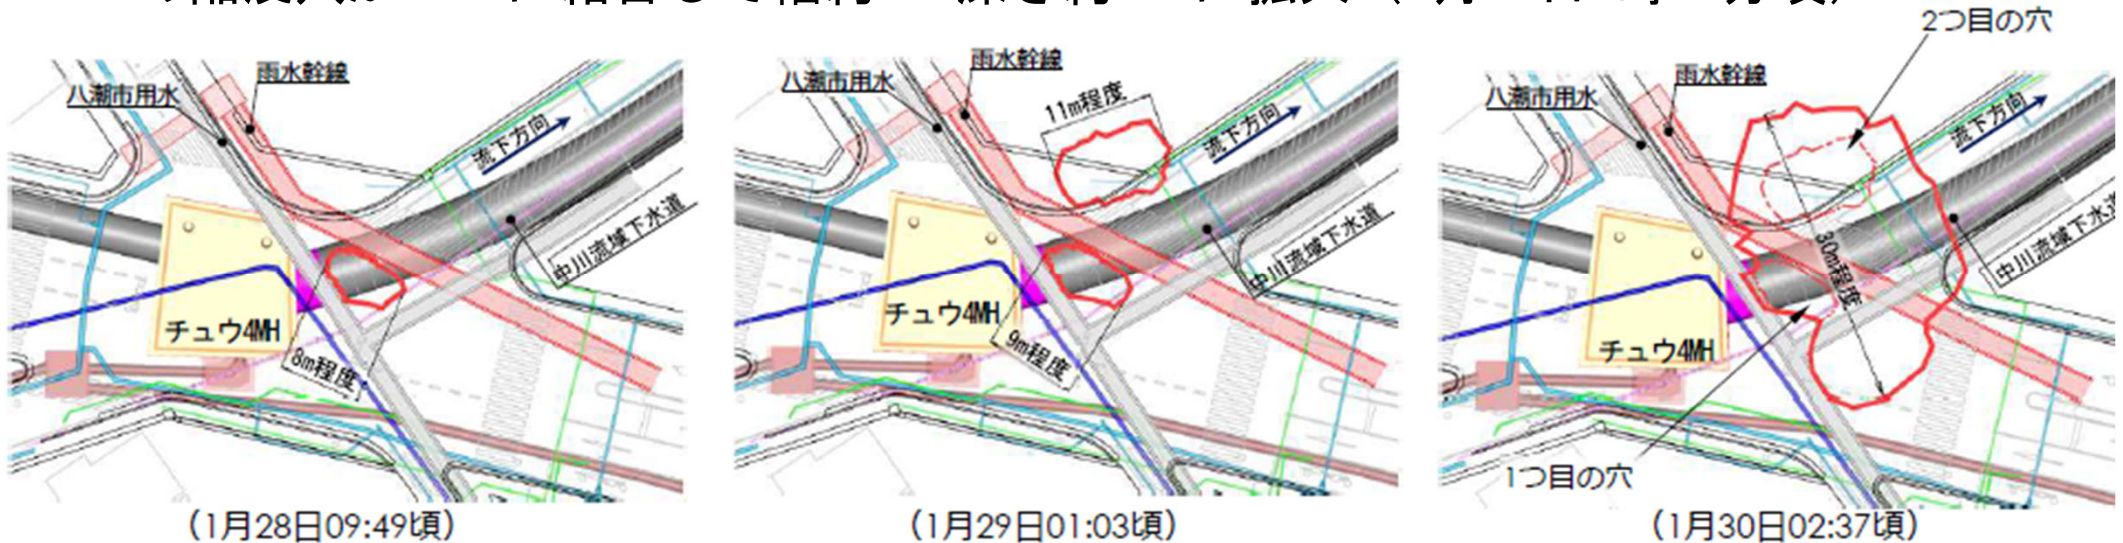 雨水幹線
八潮市用水
流下方向
中川流域下水道
チュウ4MH
8m程度
（1月28日09:49頃）
雨水幹線
八潮市用水
11m程度
流下方向
中川流域下水道
チュウ4MH
9m程度
（1月29日01:03頃）
2つ目の穴
雨水幹線
八潮市用水
流下方向
30m程度
中川流域下水道
チュウ4MH
1つ目の穴
（1月30日02:37頃）